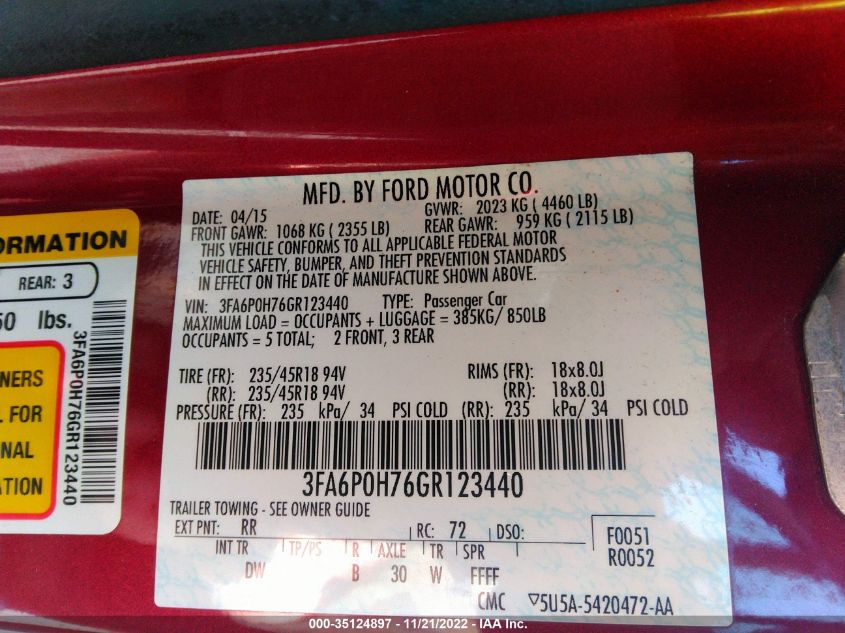 MFD. BY FORD MOTOR CO.
DATE: 04/15 GVWR: 2023 KG ( 4460 LB)
FRONT GAWR: 1068 KG ( 2355 LB) REAR GAWR: 959 KG ( 2115 LB)
THIS VEHICLE CONFORMS TO ALL APPLICABLE FEDERAL MOTOR
VEHICLE SAFETY, BUMPER, AND THEFT PREVENTION STANDARDS
IN EFFECT ON THE DATE OF MANUFACTURE SHOWN ABOVE.
VIN: 3FA6P0H76GR123440 TYPE: Passenger Car
MAXIMUM LOAD = OCCUPANTS + LUGGAGE = 385KG/ 850LB
OCCUPANTS = 5 TOTAL; 2 FRONT, 3 REAR
TIRE (FR): 235/45R18 94V RIMS (FR): 18x8.0J
(RR): 235/45R18 94V (RR): 18x8.0J
PRESSURE (FR): 235 kPa/ 34 PSI COLD (RR): 235 kPa/ 34 PSI COLD
3FA6P0H76GR123440
TRAILER TOWING - SEE OWNER GUIDE
EXT PNT: RR RC: 72 DSO: F0051
R0052
INT TR TP/PS R AXLE TR SPR
DW B 30 W FFFF
CMC ▽5U5A-5420472-AA
ORMATION
REAR: 3
50 lbs.
NERS
L FOR
NAL
3FA6P0H76GR123440
000-35124897 - 11/21/2022 - IAA Inc.